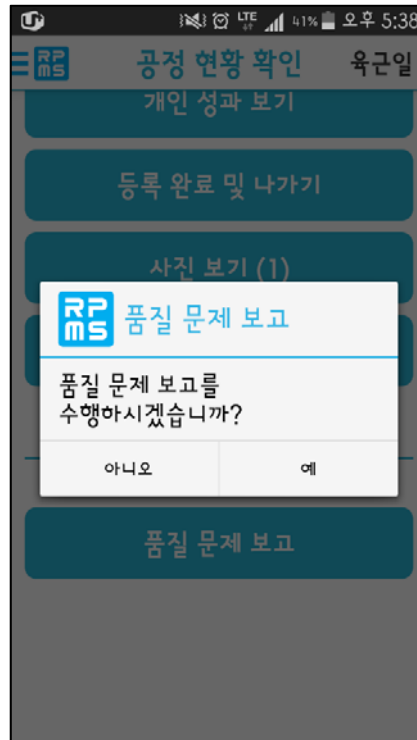 LTE 41% 오후 5:38
RP
MS 공정 현황 확인 육근일
개인 성과 보기
등록 완료 및 나가기
사진 보기 (1)
RP
MS 품질 문제 보고
품질 문제 보고를
수행하시겠습니까?
아니오 예
품질 문제 보고